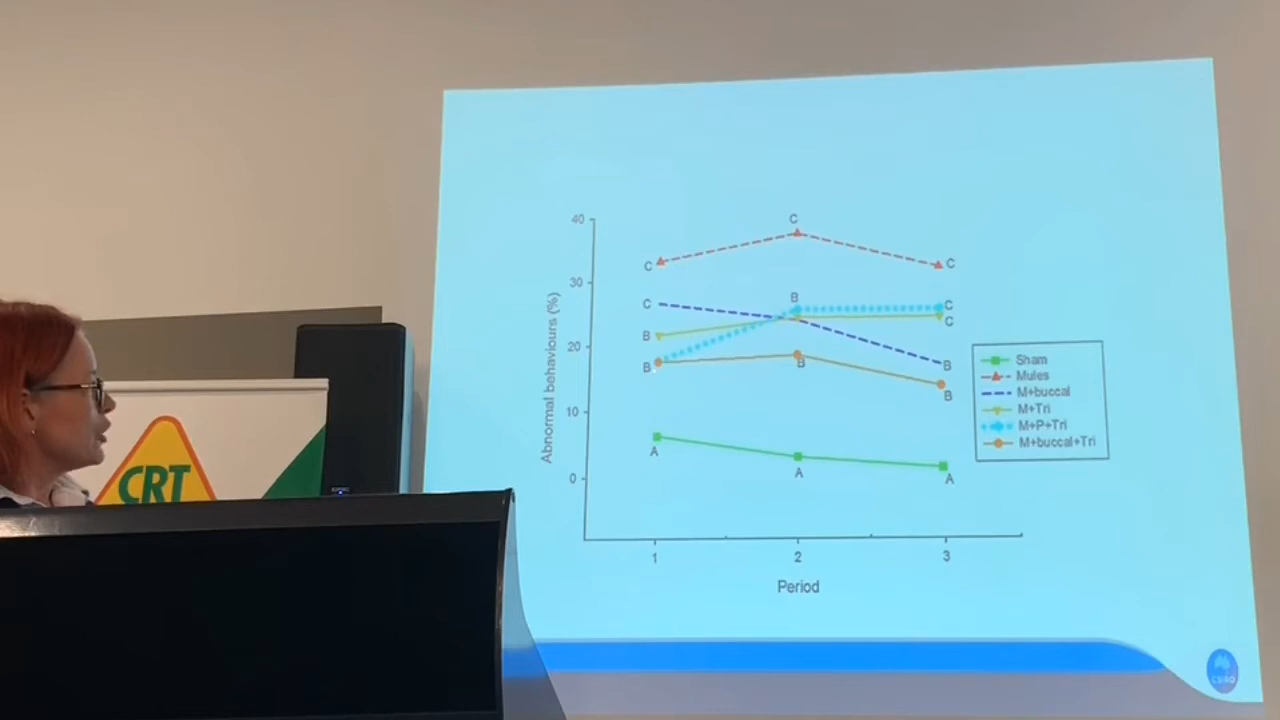 40
C
C
C
C
30
B
C
C
B
20
B
B
B
B
10
A
A
A
0
Abnormal behaviours (%)
1
2
3
Period
Sham
Mules
M+buccal
M+Tri
M+P+Tri
M+buccal+Tri
CRT
CSIRO